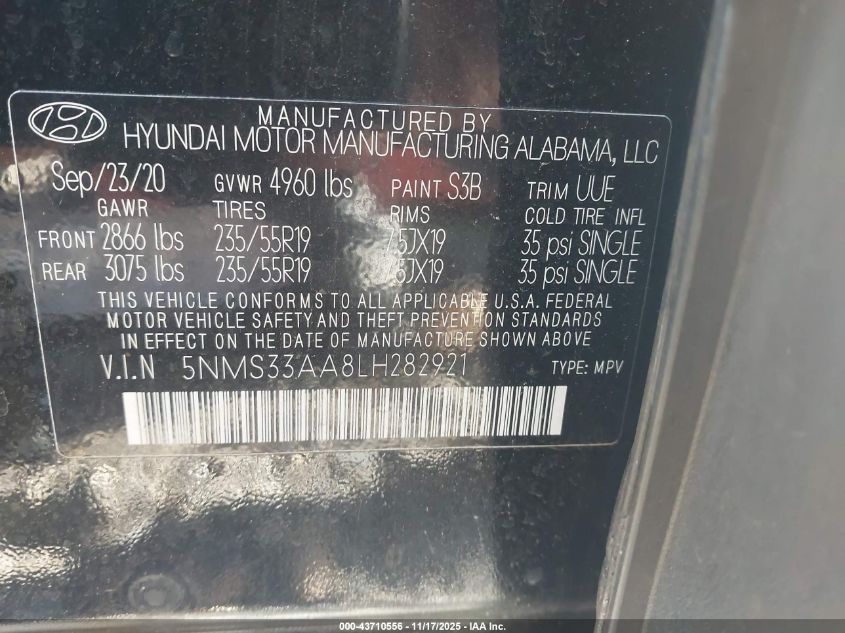 MANUFACTURED BY
HYUNDAI MOTOR MANUFACTURING ALABAMA, LLC
Sep/23/20 GVWR 4960 lbs PAINT S3B TRIM UUE
GAWR TIRES RIMS COLD TIRE INFL
FRONT 2866 lbs 235/55R19 7.5JX19 35 psi SINGLE
REAR 3075 lbs 235/55R19 7.5JX19 35 psi SINGLE
THIS VEHICLE CONFORMS TO ALL APPLICABLE U.S.A. FEDERAL
MOTOR VEHICLE SAFETY AND THEFT PREVENTION STANDARDS
IN EFFECT ON THE DATE OF MANUFACTURE SHOWN ABOVE
V.I.N 5NMS33AA8LH282921 TYPE: MPV
000-43710556 - 11/17/2025 - IAA Inc.